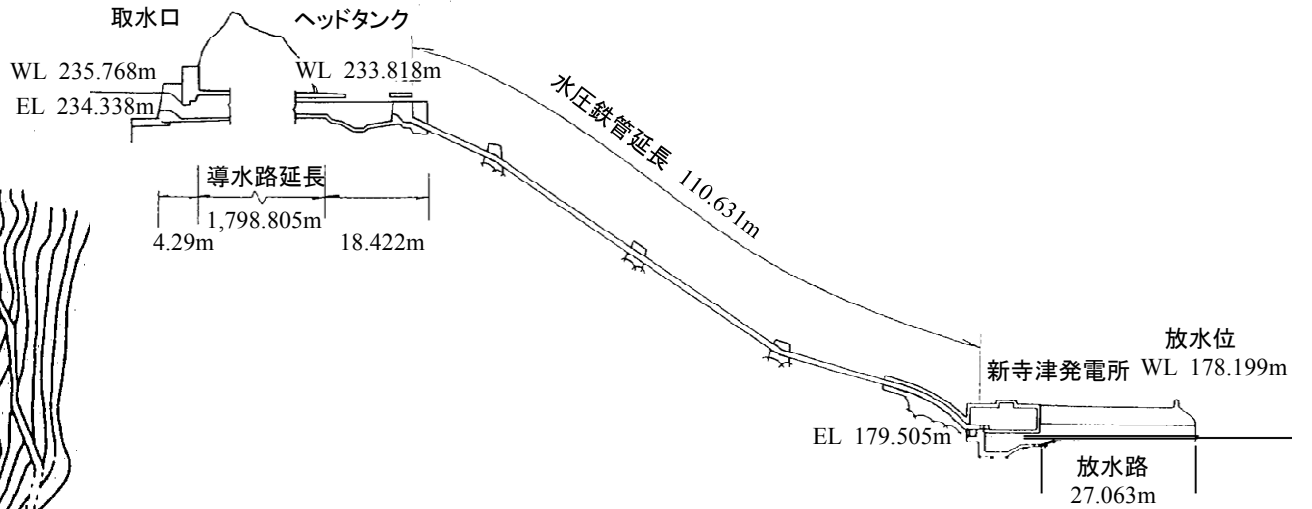 取水口
ヘッドタンク
WL 235.768m
WL 233.818m
EL 234.338m
水圧鉄管延長 110.631m
導水路延長
1,798.805m
4.29m
18.422m
放水位
新寺津発電所
WL 178.199m
EL 179.505m
放水路
27.063m